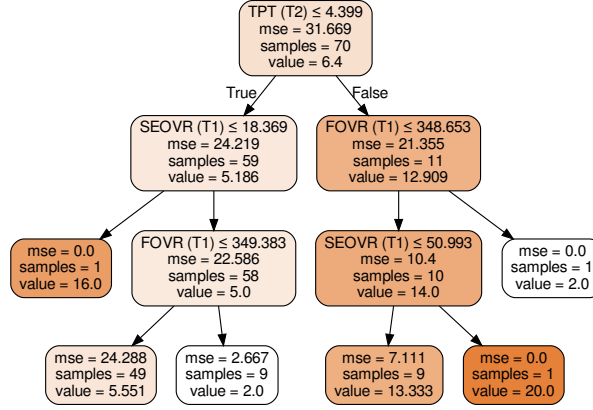 TPT (T2) ≤ 4.399
mse = 31.669
samples = 70
value = 6.4
True
False
SEOVR (T1) ≤ 18.369
mse = 24.219
samples = 59
value = 5.186
FOVR (T1) ≤ 348.653
mse = 21.355
samples = 11
value = 12.909
mse = 0.0
samples = 1
value = 16.0
FOVR (T1) ≤ 349.383
mse = 22.586
samples = 58
value = 5.0
SEOVR (T1) ≤ 50.993
mse = 10.4
samples = 10
value = 14.0
mse = 0.0
samples = 1
value = 2.0
mse = 24.288
samples = 49
value = 5.551
mse = 2.667
samples = 9
value = 2.0
mse = 7.111
samples = 9
value = 13.333
mse = 0.0
samples = 1
value = 20.0